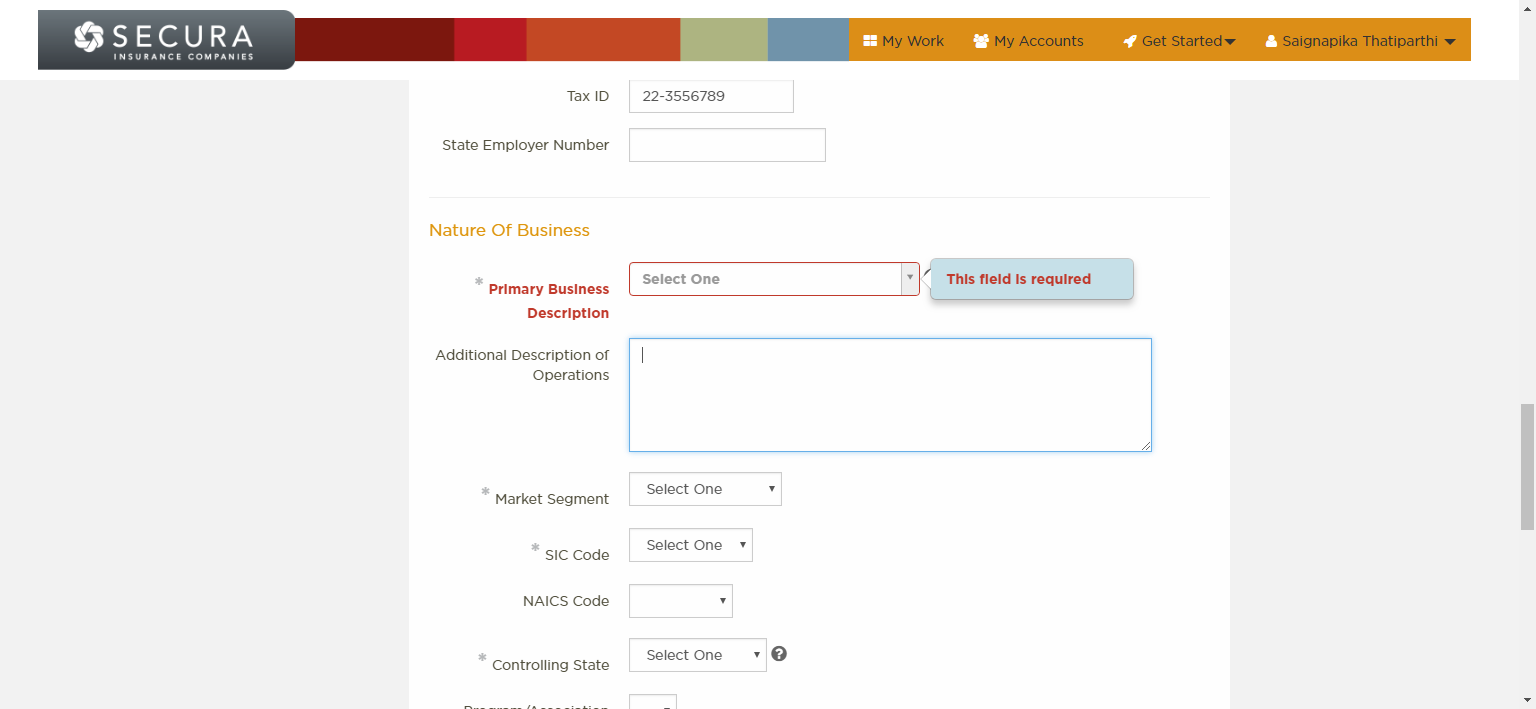 SECURA
INSURANCE COMPANIES
My Work
My Accounts
Get Started
Saignapika Thatiparthi
Tax ID
22-3556789
State Employer Number
Nature Of Business
* Primary Business
Description
Select One
This field is required
Additional Description of
Operations
* Market Segment
Select One
* SIC Code
Select One
NAICS Code
* Controlling State
Select One
?
Program/Association